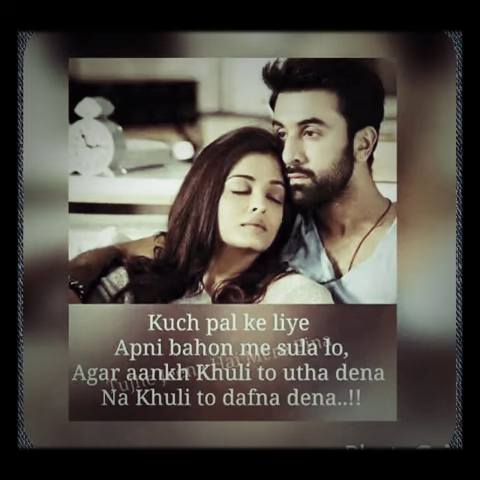 Kuch pal ke liye
Apni bahon me sula lo,
Agar aankh Khuli to utha dena
Na Khuli to dafna dena..!!